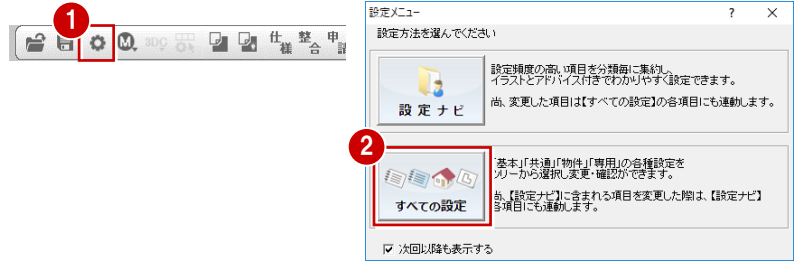 1
M
3DC
仕様
整合
申請
設定メニュー
?
設定方法を選んでください
設定ナビ
設定頻度の高い項目を分類毎に集約し、
イラストとアドバイス付きでわかりやすく設定できます。
尚、変更した項目は【すべての設定】の各項目にも連動します。
2
すべての設定
「基本」「共通」「物件」「専用」の各種設定を
ツリーから選択し変更・確認ができます。
尚、【設定ナビ】に含まれる項目を変更した際は、【設定ナビ】
各項目にも連動します。
次回以降も表示する